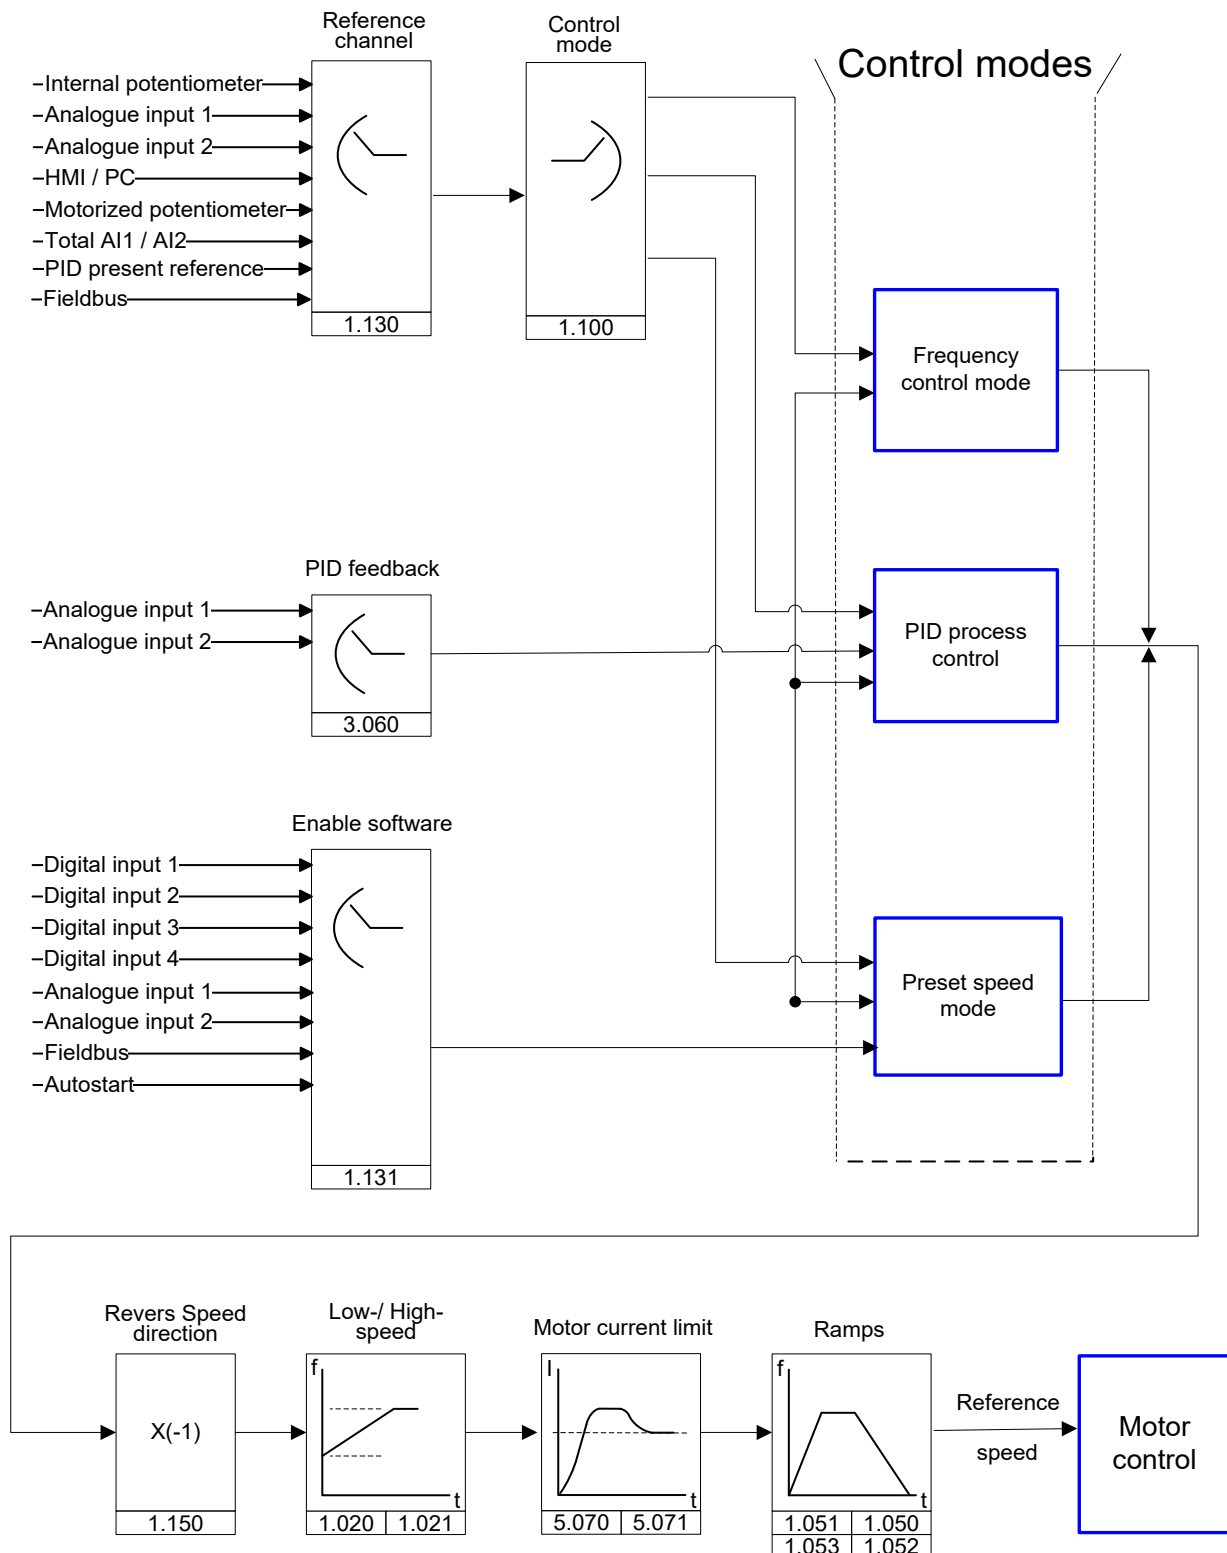 Reference
channel
Control
mode
Control modes
–Internal potentiometer
–Analogue input 1
–Analogue input 2
–HMI / PC
–Motorized potentiometer
–Total AI1 / AI2
–PID present reference
–Fieldbus
1.130
1.100
Frequency
control mode
PID feedback
–Analogue input 1
–Analogue input 2
3.060
PID process
control
Enable software
–Digital input 1
–Digital input 2
–Digital input 3
–Digital input 4
–Analogue input 1
–Analogue input 2
–Fieldbus
–Autostart
1.131
Preset speed
mode
Revers Speed
direction
X(-1)
1.150
Low-/ High-
speed
f
t
1.020 1.021
Motor current limit
I
t
5.070 5.071
Ramps
f
t
1.051 1.050
1.053 1.052
Reference
speed
Motor
control